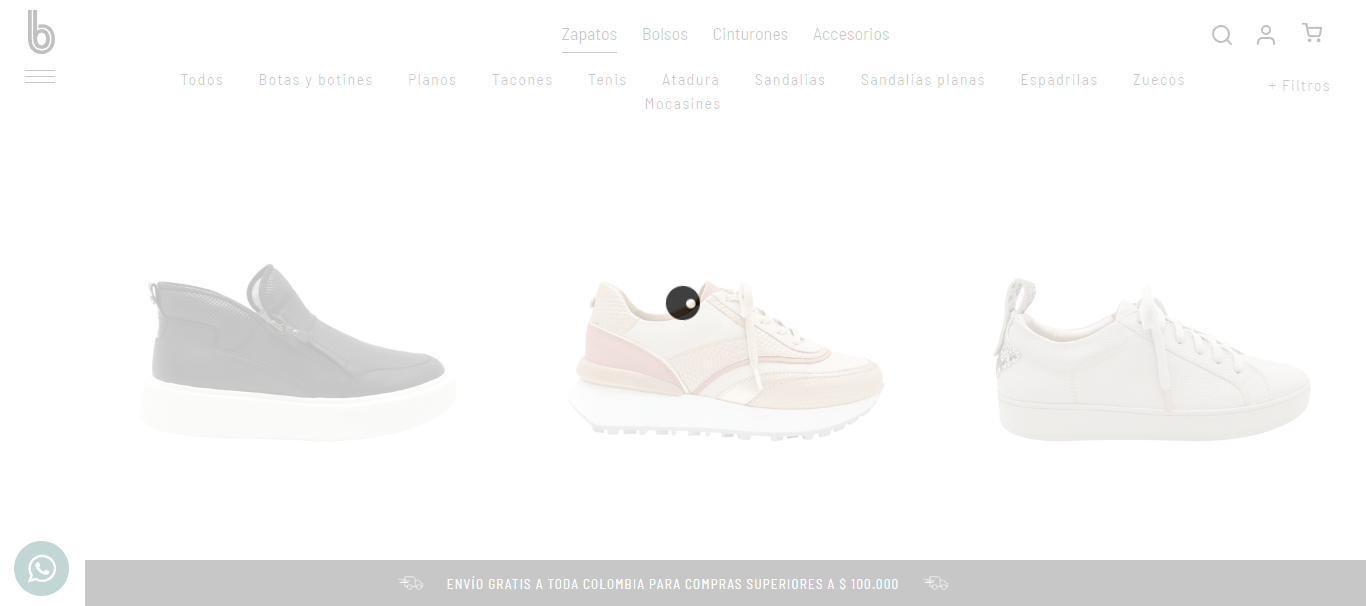 b
Zapatos Bolsos Cinturones Accesorios
Todos Botas y botines Planos Tacones Tenis Atadura Sandalias Sandalias planas Espadrilas Zuecos
Mocasines
+ Filtros
ENVÍO GRATIS A TODA COLOMBIA PARA COMPRAS SUPERIORES A $ 100.000